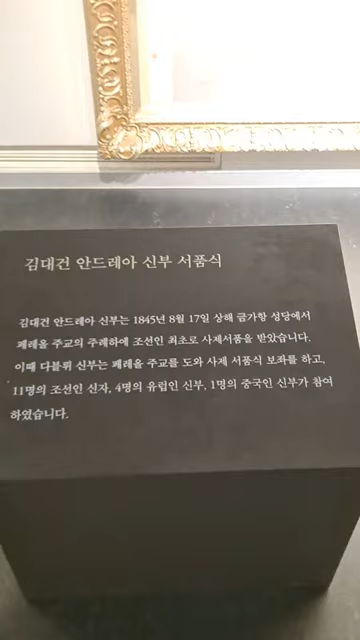 김대건 안드레아 신부 서품식
김대건 안드레아 신부는 1845년 8월 17일 상해 금가항 성당에서
페레올 주교의 주례하에 조선인 최초로 사제서품을 받았습니다.
이때 다블뤼 신부는 페레올 주교를 도와 사제 서품식 보좌를 하고,
11명의 조선인 신자, 4명의 유럽인 신부, 1명의 중국인 신부가 참여
하였습니다.